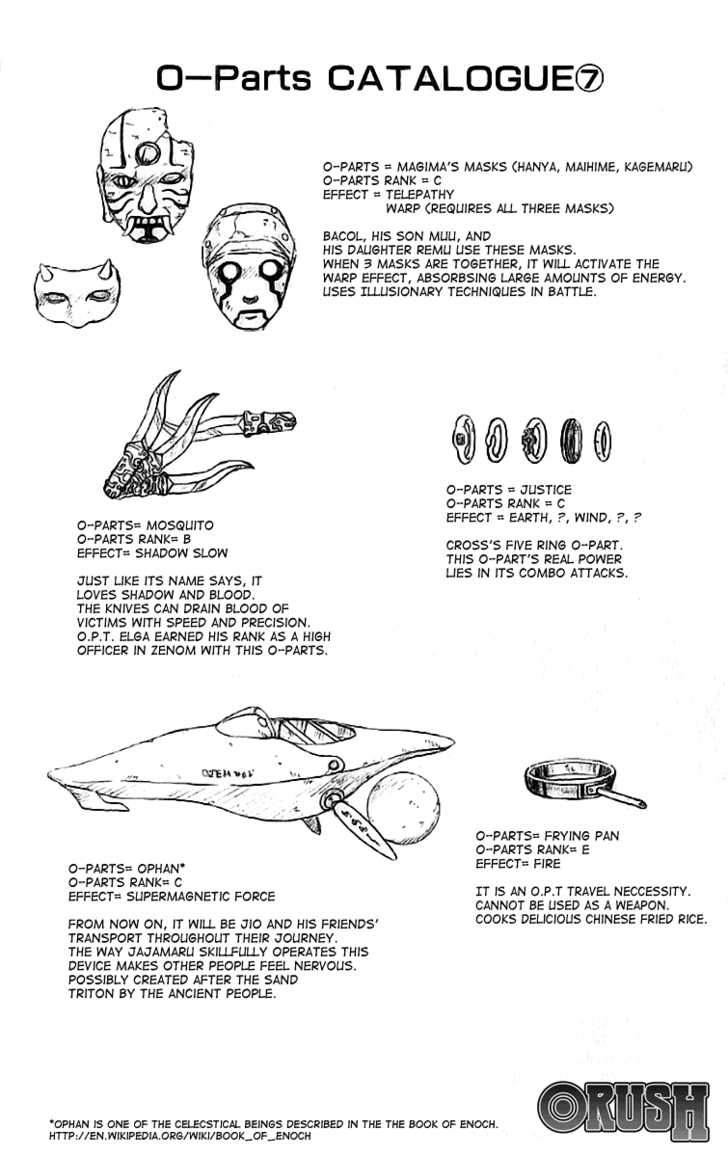 O-Parts CATALOGUE⑦
O-PARTS = MAGIMA'S MASKS (HANYA, MAIHIME, KAGEMARU)
O-PARTS RANK = C
EFFECT = TELEPATHY
WARP (REQUIRES ALL THREE MASKS)
BACOL, HIS SON MUU, AND
HIS DAUGHTER REMU USE THESE MASKS.
WHEN 3 MASKS ARE TOGETHER, IT WILL ACTIVATE THE
WARP EFFECT, ABSORBSING LARGE AMOUNTS OF ENERGY.
USES ILLUSIONARY TECHNIQUES IN BATTLE.
O-PARTS= MOSQUITO
O-PARTS RANK= B
EFFECT= SHADOW SLOW
JUST LIKE ITS NAME SAYS, IT
LOVES SHADOW AND BLOOD.
THE KNIVES CAN DRAIN BLOOD OF
VICTIMS WITH SPEED AND PRECISION.
O.P.T. ELGA EARNED HIS RANK AS A HIGH
OFFICER IN ZENOM WITH THIS O-PARTS.
O-PARTS = JUSTICE
O-PARTS RANK = C
EFFECT = EARTH, ?, WIND, ?, ?
CROSS'S FIVE RING O-PART.
THIS O-PART'S REAL POWER
LIES IN ITS COMBO ATTACKS.
O-PARTS= OPHAN*
O-PARTS RANK= C
EFFECT= SUPERMAGNETIC FORCE
FROM NOW ON, IT WILL BE JIO AND HIS FRIENDS'
TRANSPORT THROUGHOUT THEIR JOURNEY.
THE WAY JAJAMARU SKILLFULLY OPERATES THIS
DEVICE MAKES OTHER PEOPLE FEEL NERVOUS.
POSSIBLY CREATED AFTER THE SAND
TRITON BY THE ANCIENT PEOPLE.
O-PARTS= FRYING PAN
O-PARTS RANK= E
EFFECT= FIRE
IT IS AN O.P.T TRAVEL NECCESSITY.
CANNOT BE USED AS A WEAPON.
COOKS DELICIOUS CHINESE FRIED RICE.
*OPHAN IS ONE OF THE CELECSTICAL BEINGS DESCRIBED IN THE THE BOOK OF ENOCH.
HTTP://EN.WIKIPEDIA.ORG/WIKI/BOOK_OF_ENOCH
ORUSH